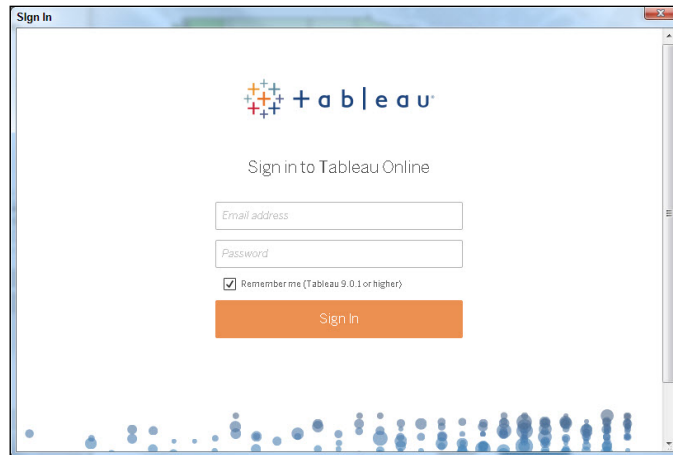 Sign In
+ a b l e a u
Sign in to Tableau Online
Email address
Password
Remember me (Tableau 9.0.1 or higher)
Sign In